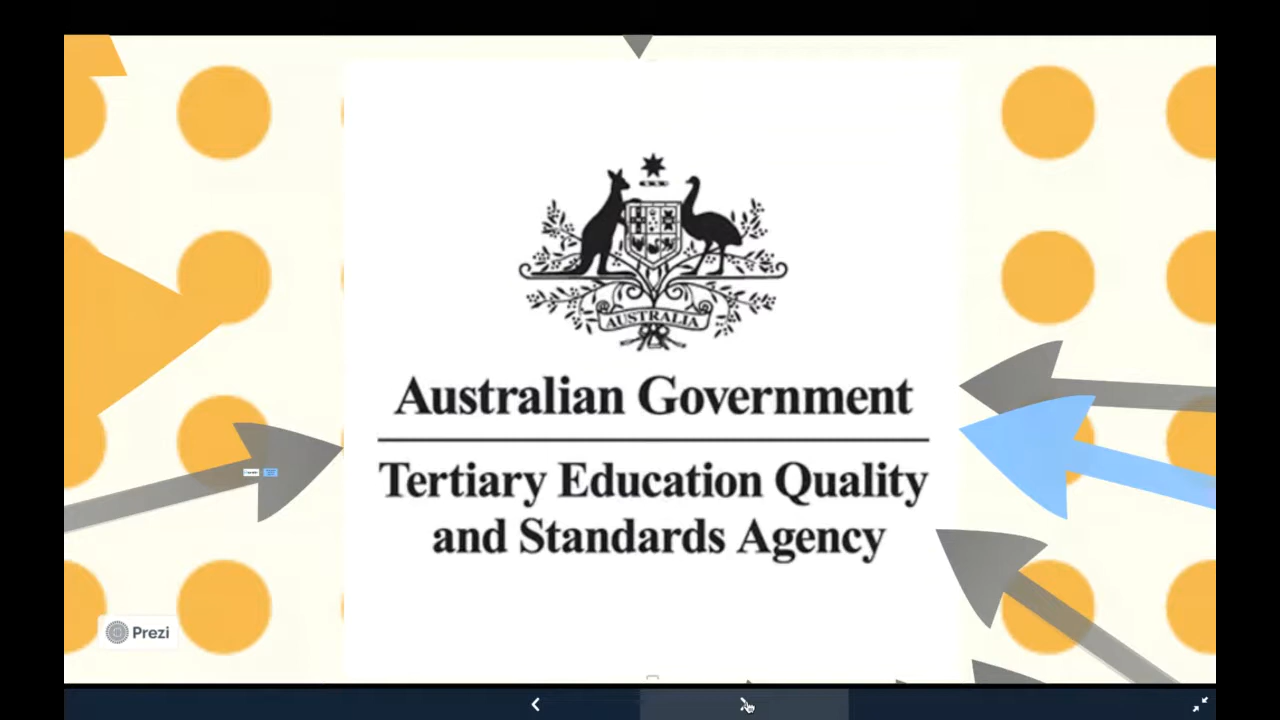 AUSTRALIA
Australian Government
Tertiary Education Quality
and Standards Agency
Prezi